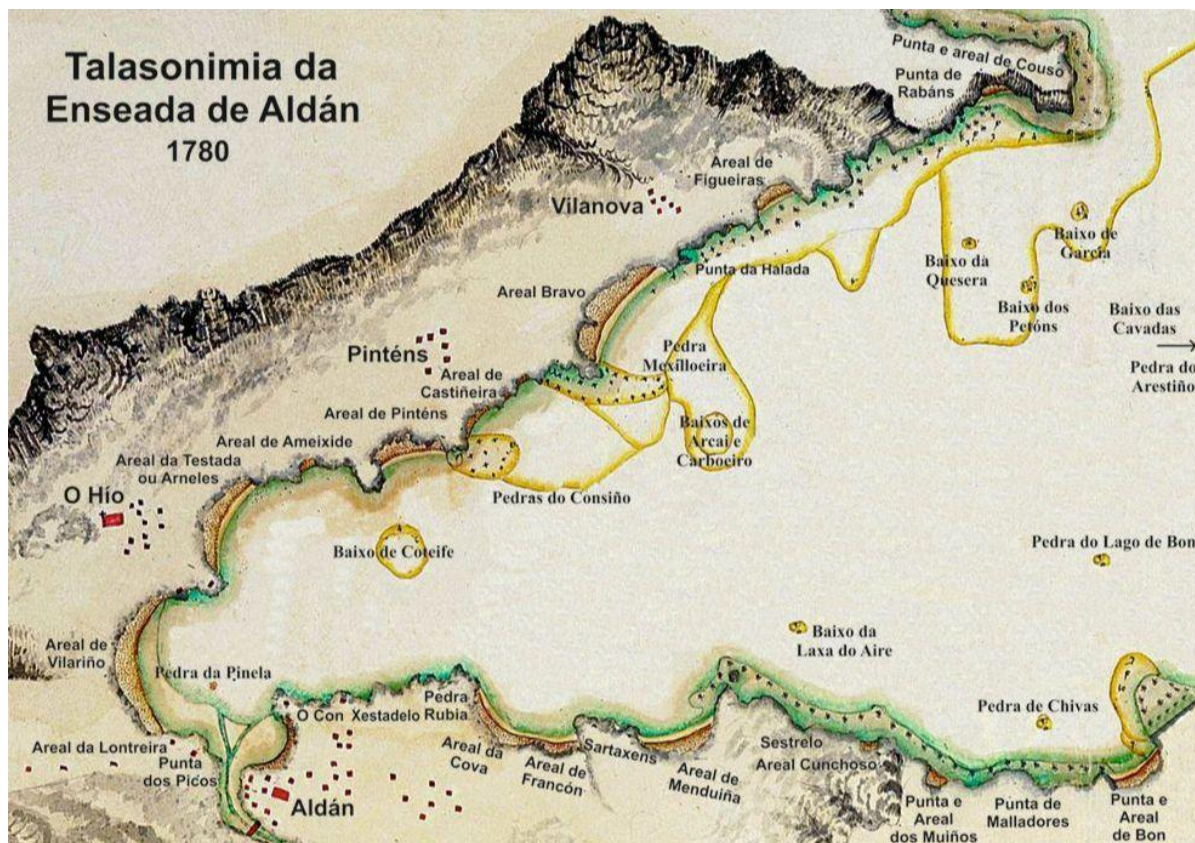 Talasonimia da
Enseada de Aldán
1780
Punta e areal de Couso
Punta de
Rabáns
Areal de
Figueiras
Vilanova
Baixo de
García
Baixo da
Quesera
Punta da Halada
Areal Bravo
Baixo dos
Petóns
Baixo das
Cavadas
Pinténs
Pedra
Mexilloeira
Pedra do
Arestiño
Areal de
Castiñeira
Areal de Pinténs
Baixos de
Arcai e
Carboeiro
Areal de Ameixide
Areal da Testada
ou Arneles
O Hío
Pedras do Consiño
Baixo de Coteife
Pedra do Lago de Bon
Baixo da
Laxa do Aire
Areal de
Vilariño
Pedra da Pinela
Pedra
Rubia
O Con
Xestadelo
Pedra de Chivas
Areal da Lontreira
Punta
dos Picos
Areal da
Cova
Sartaxens
Sestrelo
Areal Cunchoso
Areal de
Francón
Areal de
Menduiña
Aldán
Punta e
Areal
dos Muiños
Punta de
Malladores
Punta e
Areal
de Bon